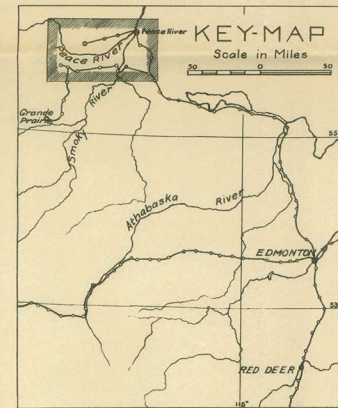 KEY-MAP
Scale in Miles
50 0 50
Peace River
Peace River
Grande
Prairie
Smoky River
55
Athabaska River
EDMONTON
53
RED DEER
115°